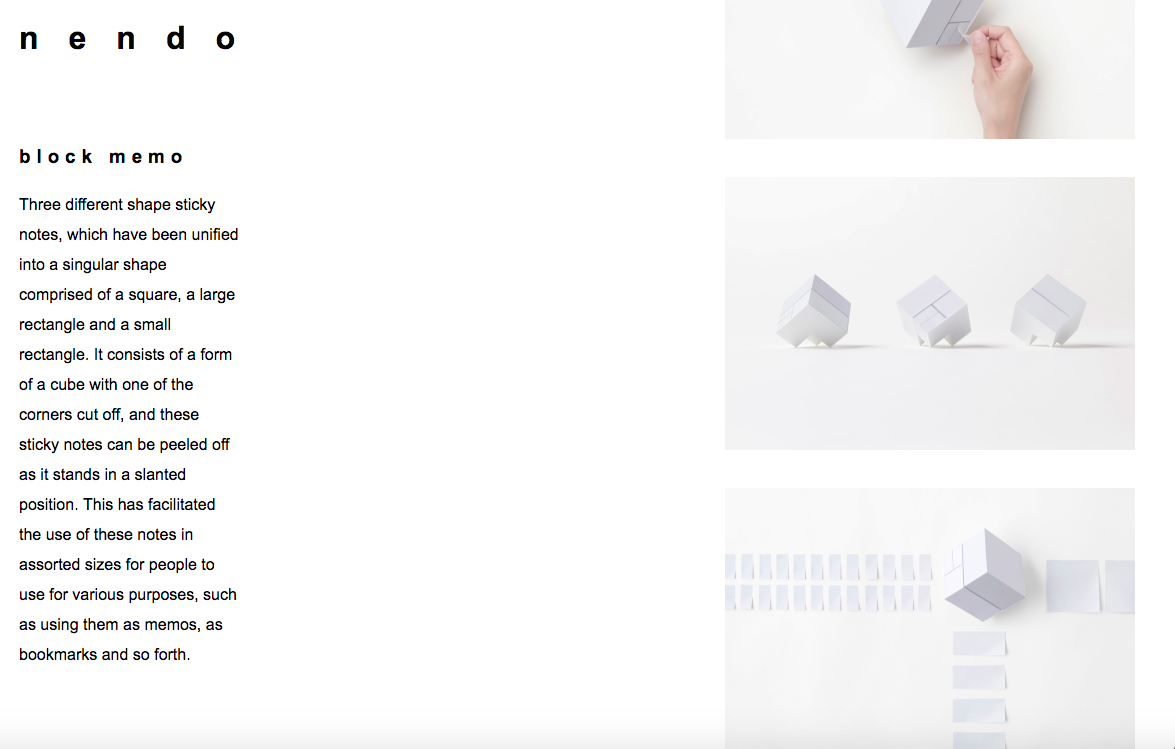 nendo
block memo
Three different shape sticky
notes, which have been unified
into a singular shape
comprised of a square, a large
rectangle and a small
rectangle. It consists of a form
of a cube with one of the
corners cut off, and these
sticky notes can be peeled off
as it stands in a slanted
position. This has facilitated
the use of these notes in
assorted sizes for people to
use for various purposes, such
as using them as memos, as
bookmarks and so forth.